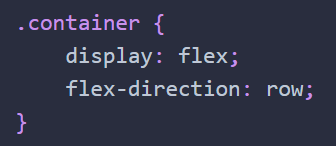 .container {
    display: flex;
    flex-direction: row;
}